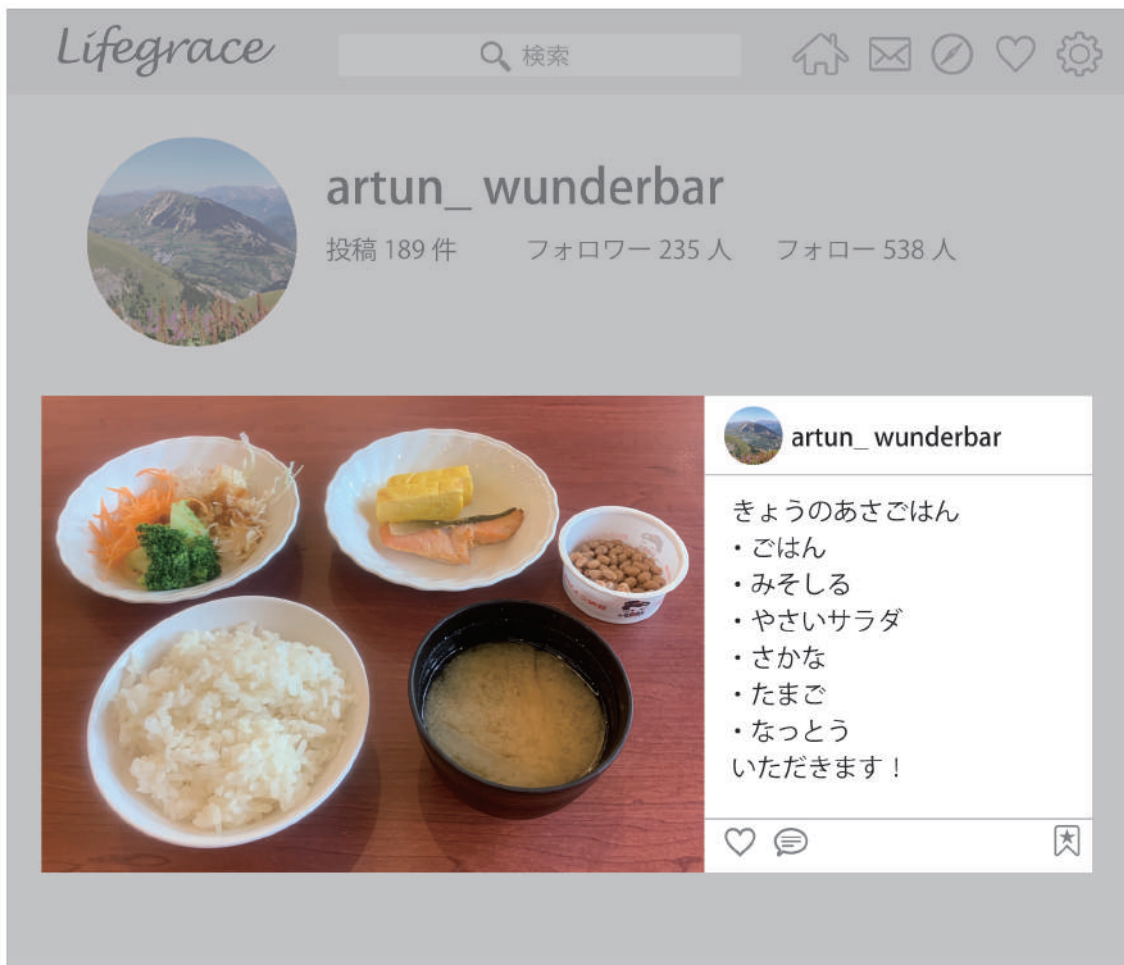 Lifegrace
検索
artun_ wunderbar
投稿 189 件 フォロワー 235 人 フォロー 538 人
artun_ wunderbar
きょうのあさごはん
・ごはん
・みそしる
・やさいサラダ
・さかな
・たまご
・なっとう
いただきます！